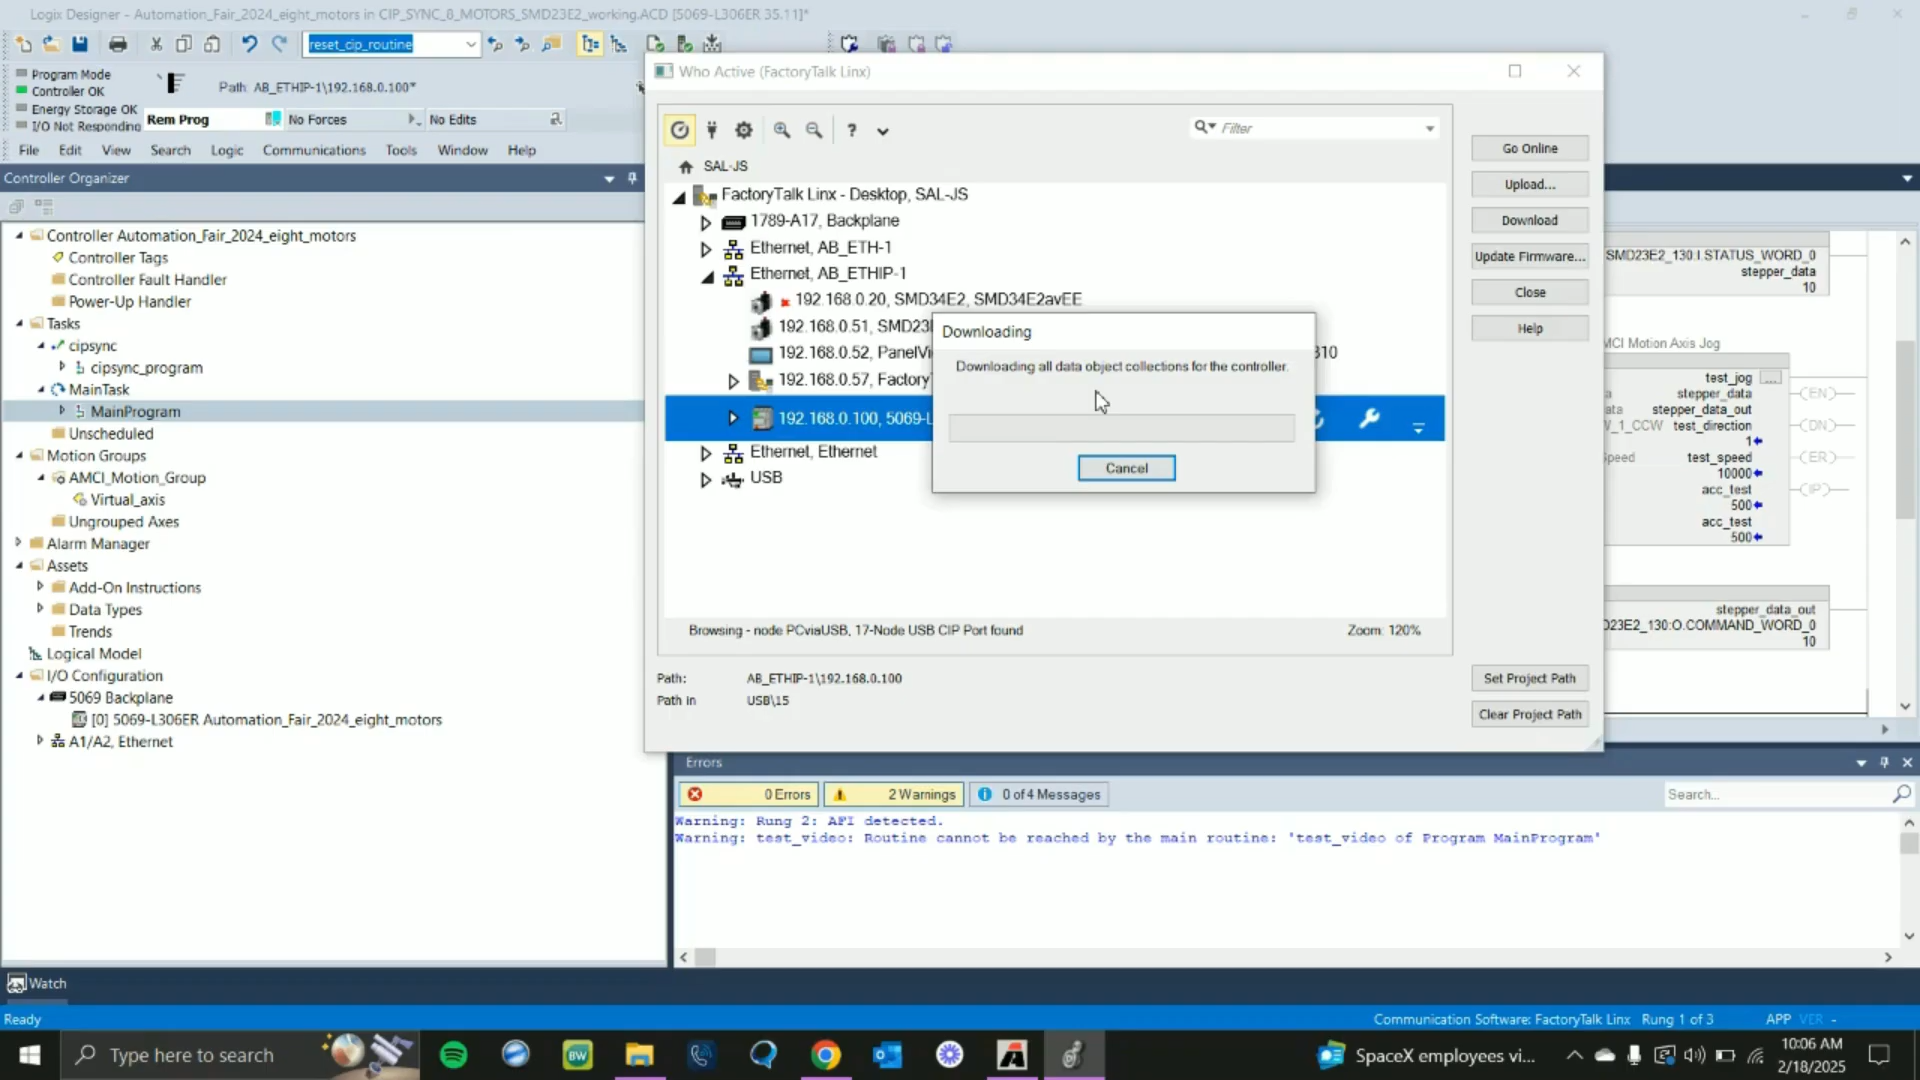 Logix Designer - Automation_Fair_2024_eight_motors in CIP_SYNC_8_MOTORS_SMD23E2_working.ACD [5069-L306ER 35.11]*
reset_cip_routine
Program Mode
Controller OK
Energy Storage OK
I/O Not Responding
Path: AB_ETHIP-1\192.168.0.100*
Rem Prog
No Forces
No Edits
File Edit View Search Logic Communications Tools Window Help
Controller Organizer
Controller Automation_Fair_2024_eight_motors
Controller Tags
Controller Fault Handler
Power-Up Handler
Tasks
cipsync
cipsync_program
MainTask
MainProgram
Unscheduled
Motion Groups
AMCI_Motion_Group
Virtual_axis
Ungrouped Axes
Alarm Manager
Assets
Add-On Instructions
Data Types
Trends
Logical Model
I/O Configuration
5069 Backplane
[0] 5069-L306ER Automation_Fair_2024_eight_motors
A1/A2, Ethernet
Who Active (FactoryTalk Linx)
Filter
SAL-JS
FactoryTalk Linx - Desktop, SAL-JS
1789-A17, Backplane
Ethernet, AB_ETH-1
Ethernet, AB_ETHIP-1
192.168.0.20, SMD34E2, SMD34E2avEE
192.168.0.51, SMD23
192.168.0.52, PanelVi
310
192.168.0.57, Factory
192.168.0.100, 5069-L
Ethernet, Ethernet
USB
Browsing - node PCviaUSB, 17-Node USB CIP Port found
Zoom: 120%
Path: AB_ETHIP-1\192.168.0.100
Path in USB\15
Go Online
Upload...
Download
Update Firmware...
Close
Help
Set Project Path
Clear Project Path
Downloading
Downloading all data object collections for the controller.
Cancel
SMD23E2_130:I.STATUS_WORD_0
stepper_data
10
MCI Motion Axis Jog
test_jog ...
stepper_data
stepper_data_out
W_1_CCW test_direction
1
Speed test_speed
10000
acc_test
500
acc_test
500
(EN)
(DN)
(ER)
(IP)
stepper_data_out
D23E2_130:O.COMMAND_WORD_0
10
Errors
0 Errors
2 Warnings
0 of 4 Messages
Search...
Warning: Rung 2: AFI detected.
Warning: test_video: Routine cannot be reached by the main routine: 'test_video of Program MainProgram'
Watch
Ready
Communication Software: FactoryTalk Linx
Rung 1 of 3
APP VER
Type here to search
BW
SpaceX employees vi...
10:06 AM
2/18/2025